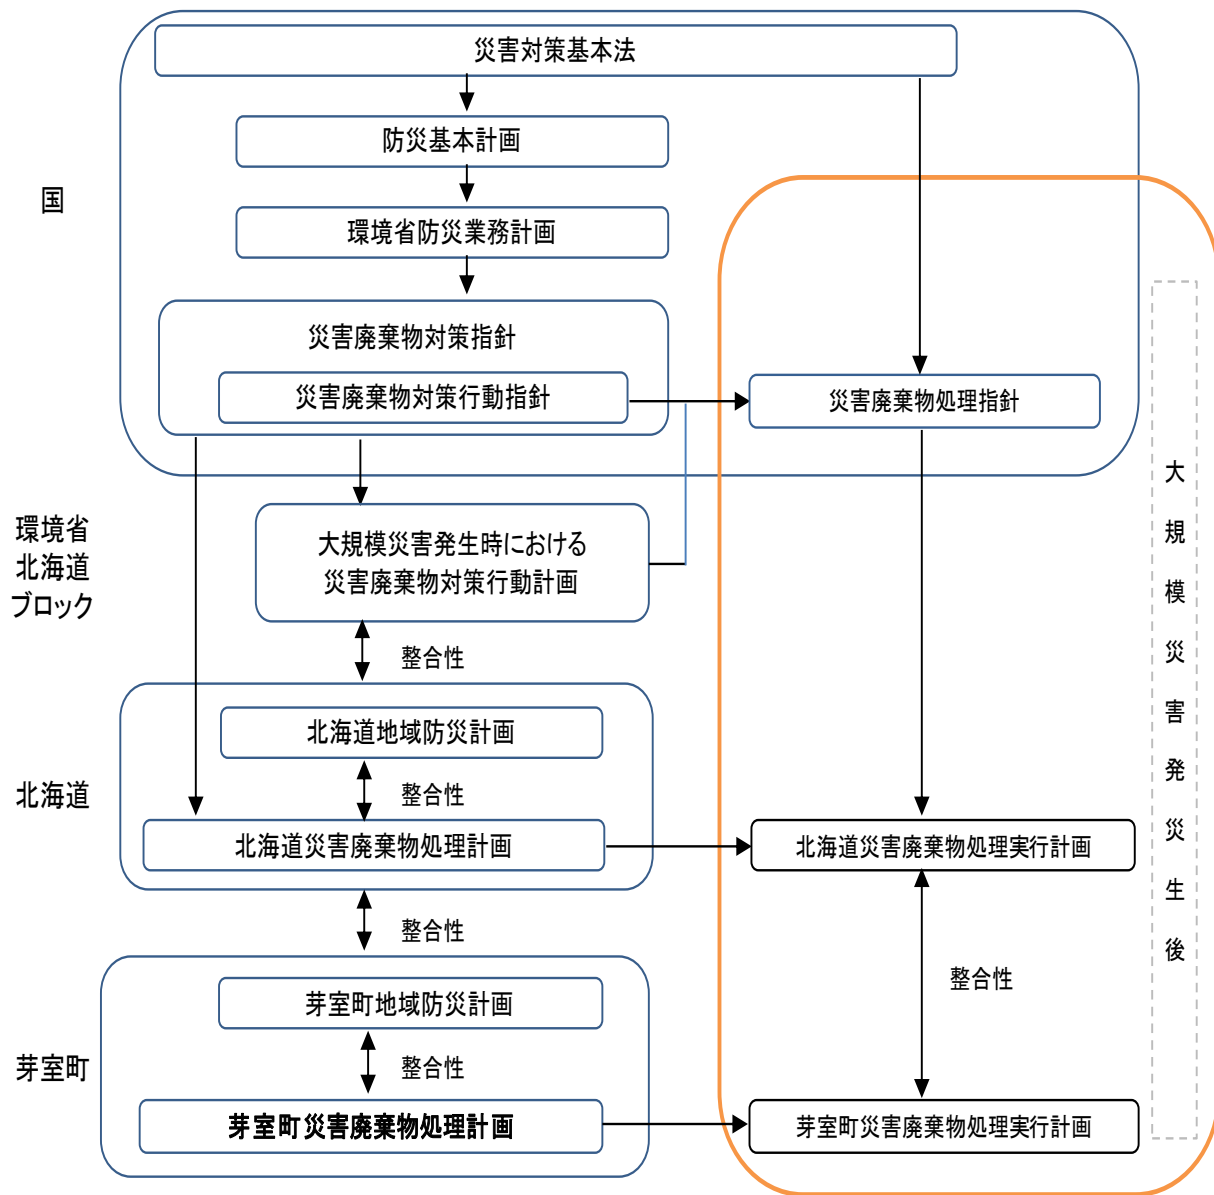 災害対策基本法
防災基本計画
国
環境省防災業務計画
災害廃棄物対策指針
災害廃棄物対策行動指針
災害廃棄物処理指針
環境省
北海道
ブロック
大規模災害発生時における
災害廃棄物対策行動計画
整合性
北海道地域防災計画
北海道
整合性
北海道災害廃棄物処理計画
北海道災害廃棄物処理実行計画
整合性
整合性
芽室町地域防災計画
芽室町
整合性
芽室町災害廃棄物処理計画
芽室町災害廃棄物処理実行計画
大規模災害発災生後